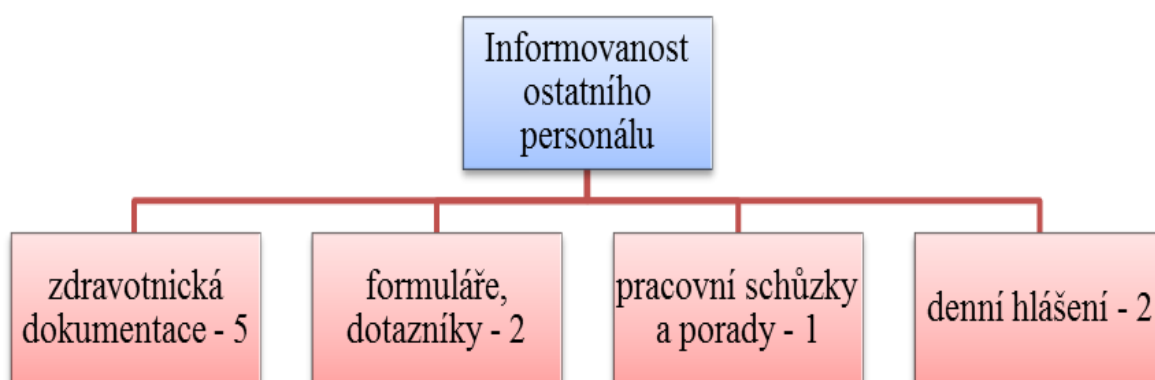 Informovanost
ostatního
personálu
zdravotnická
dokumentace - 5
formuláře,
dotazníky - 2
pracovní schůzky
a porady - 1
denní hlášení - 2